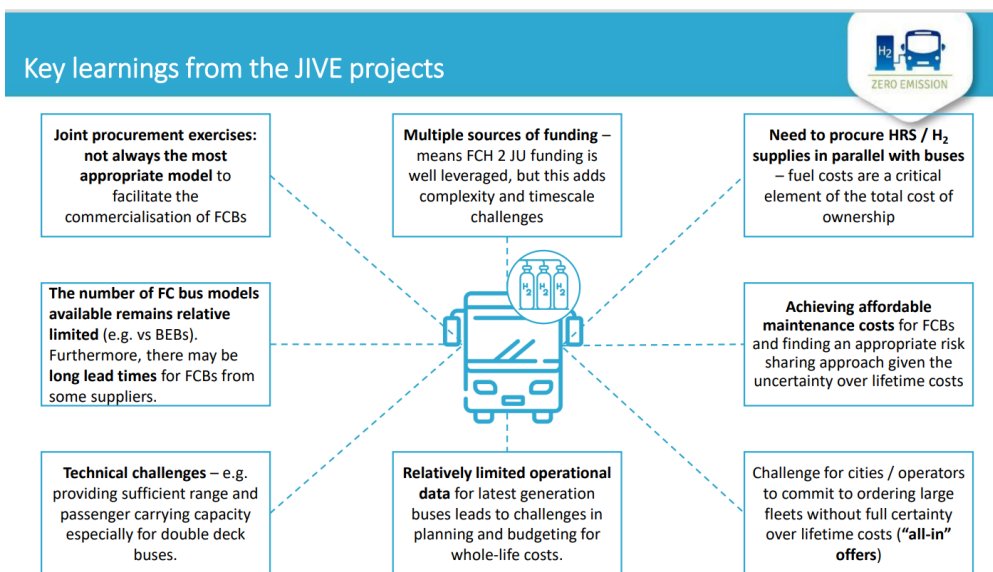 Key learnings from the JIVE projects
H2
ZERO EMISSION
Joint procurement exercises:
not always the most
appropriate model to
facilitate the
commercialisation of FCBs
Multiple sources of funding –
means FCH 2 JU funding is
well leveraged, but this adds
complexity and timescale
challenges
Need to procure HRS / H2
supplies in parallel with buses
– fuel costs are a critical
element of the total cost of
ownership
The number of FC bus models
available remains relative
limited (e.g. vs BEBs).
Furthermore, there may be
long lead times for FCBs from
some suppliers.
H2 H2 H2
Achieving affordable
maintenance costs for FCBs
and finding an appropriate risk
sharing approach given the
uncertainty over lifetime costs
Technical challenges – e.g.
providing sufficient range and
passenger carrying capacity
especially for double deck
buses.
Relatively limited operational
data for latest generation
buses leads to challenges in
planning and budgeting for
whole-life costs.
Challenge for cities / operators
to commit to ordering large
fleets without full certainty
over lifetime costs (“all-in”
offers)